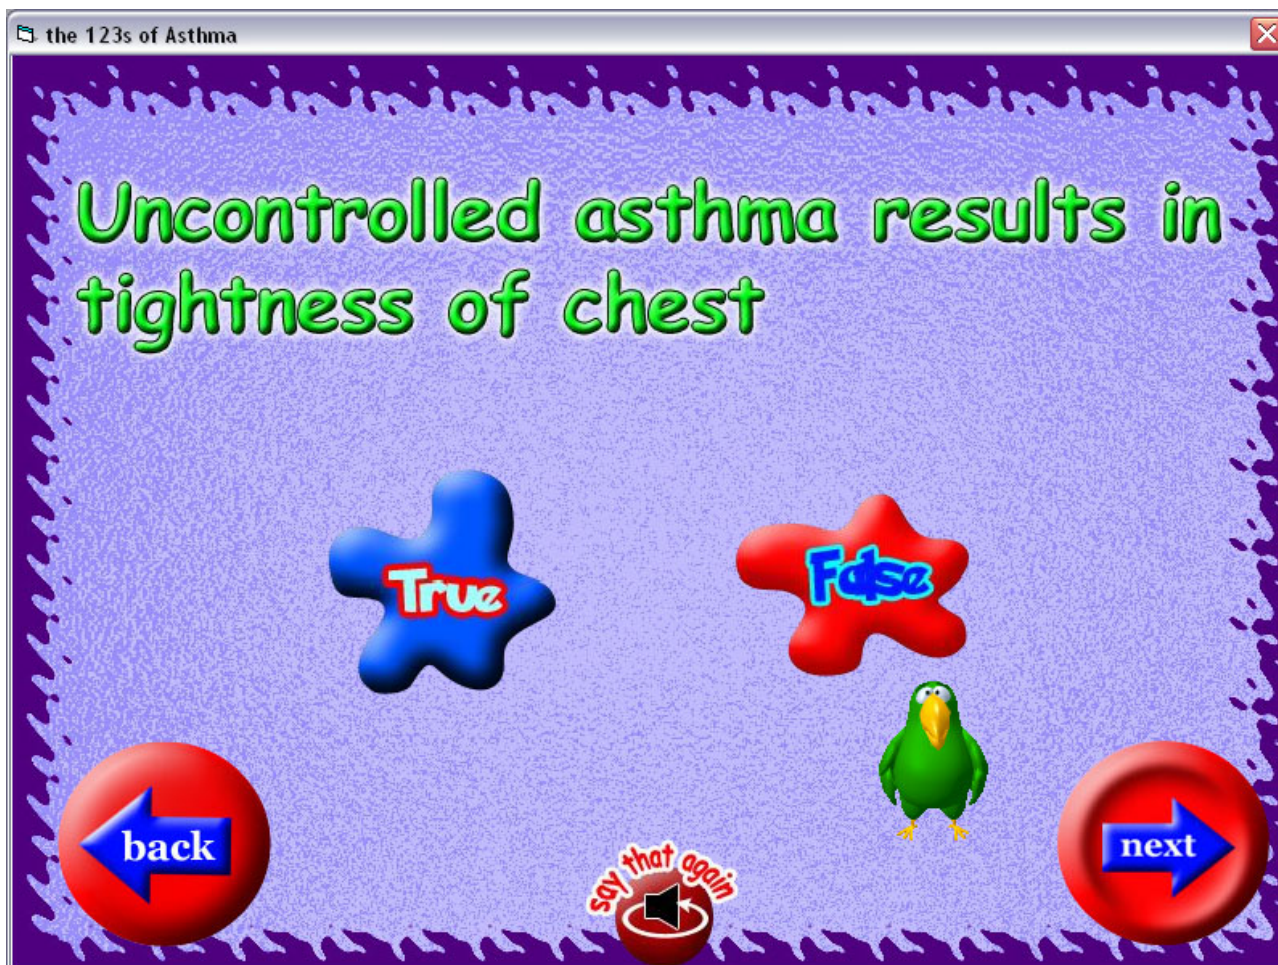 the 123s of Asthma
Uncontrolled asthma results in
tightness of chest
True
False
back
say that again
next